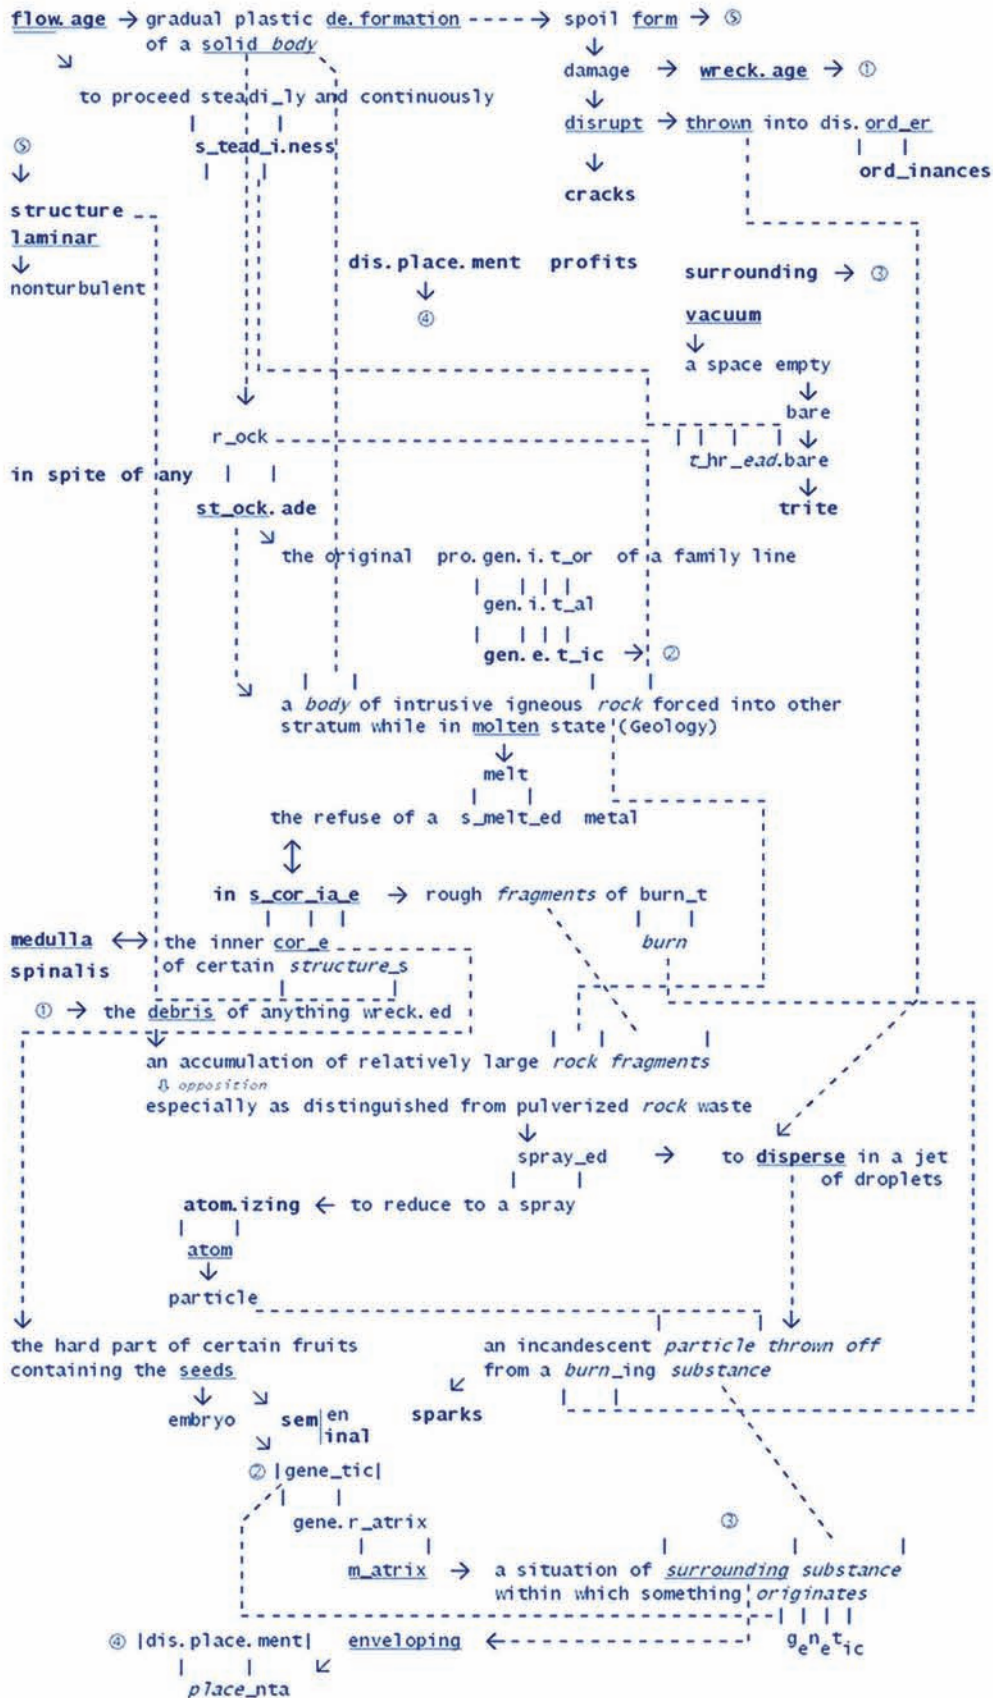 flow.age → gradual plastic de.formation ----→ spoil form → ⑤
of a solid body
damage → wreck.age → ①
to proceed steadi_ly and continuously
disrupt → thrown into dis.ord_er
⑤ s_tead_i.ness
ord_inances
cracks
structure
laminar
dis.place.ment profits
surrounding → ③
nonturbulent
④
vacuum
a space empty
bare
r_ock
t_hr_ead.bare
in spite of any
st_ock.ade
trite
the original pro.gen.i.t_or of a family line
gen.i.t_al
gen.e.t_ic → ②
a body of intrusive igneous rock forced into other
stratum while in molten state (Geology)
melt
the refuse of a s_melt_ed metal
in s_cor_ia_e → rough fragments of burn_t
medulla ↔ the inner cor_e
burn
spinalis
of certain structure_s
① → the debris of anything wreck.ed
an accumulation of relatively large rock fragments
⇩ opposition
especially as distinguished from pulverized rock waste
spray_ed → to disperse in a jet
of droplets
atom.izing ← to reduce to a spray
atom
particle
the hard part of certain fruits
containing the seeds
an incandescent particle thrown off
from a burn_ing substance
embryo
sem|en
|inal
sparks
② |gene_tic|
gene.r_atrix
③
m_atrix → a situation of surrounding substance
within which something originates
④ |dis.place.ment| enveloping ←
g_e_n_e_t_ic
place_nta